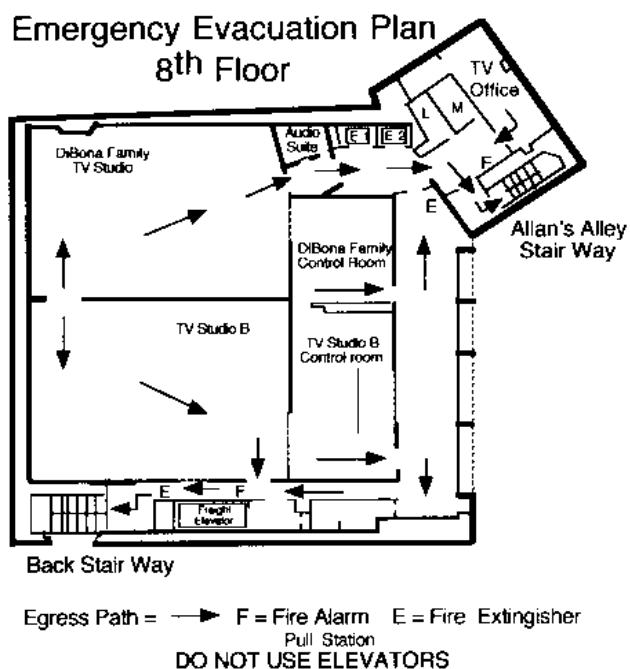 Emergency Evacuation Plan
8th Floor
TV
Office
L
M
Audio
Suite
E 1
E 2
DiBona Family
TV Studio
F
E
Allan's Alley
Stair Way
DiBona Family
Control Room
TV Studio B
TV Studio B
Control room
E
F
Freight
Elevator
Back Stair Way
Egress Path =
F = Fire Alarm
E = Fire Extingisher
Pull Station
DO NOT USE ELEVATORS